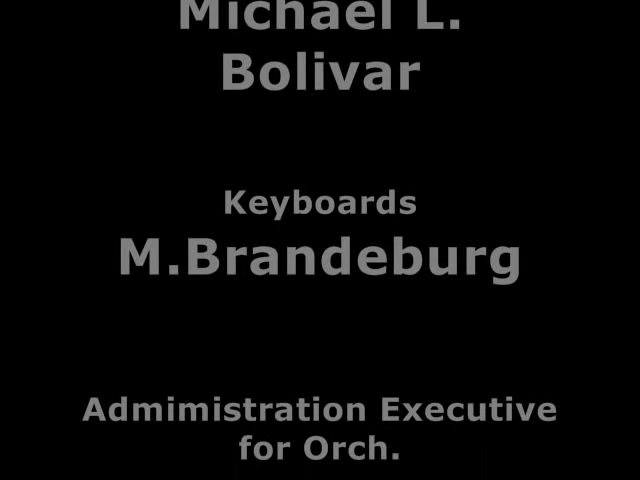 Michael L.
Bolivar
Keyboards
M.Brandeburg
Admimistration Executive
for Orch.